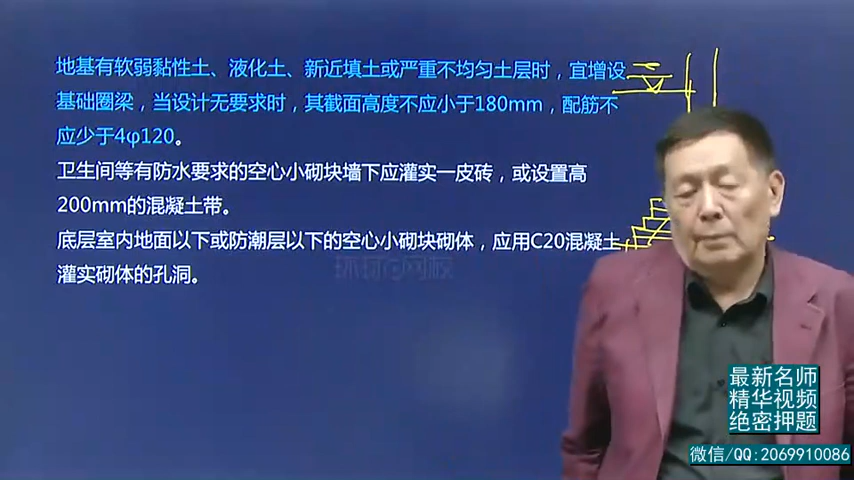 地基有软弱黏性土、液化土、新近填土或严重不均匀土层时，宜增设
基础圈梁，当设计无要求时，其截面高度不应小于180mm，配筋不
应少于4φ120。
卫生间等有防水要求的空心小砌块墙下应灌实一皮砖，或设置高
200mm的混凝土带。
底层室内地面以下或防潮层以下的空心小砌块砌体，应用C20混凝土
灌实砌体的孔洞。
环球网校
最新名师
精华视频
绝密押题
微信/QQ:2069910086